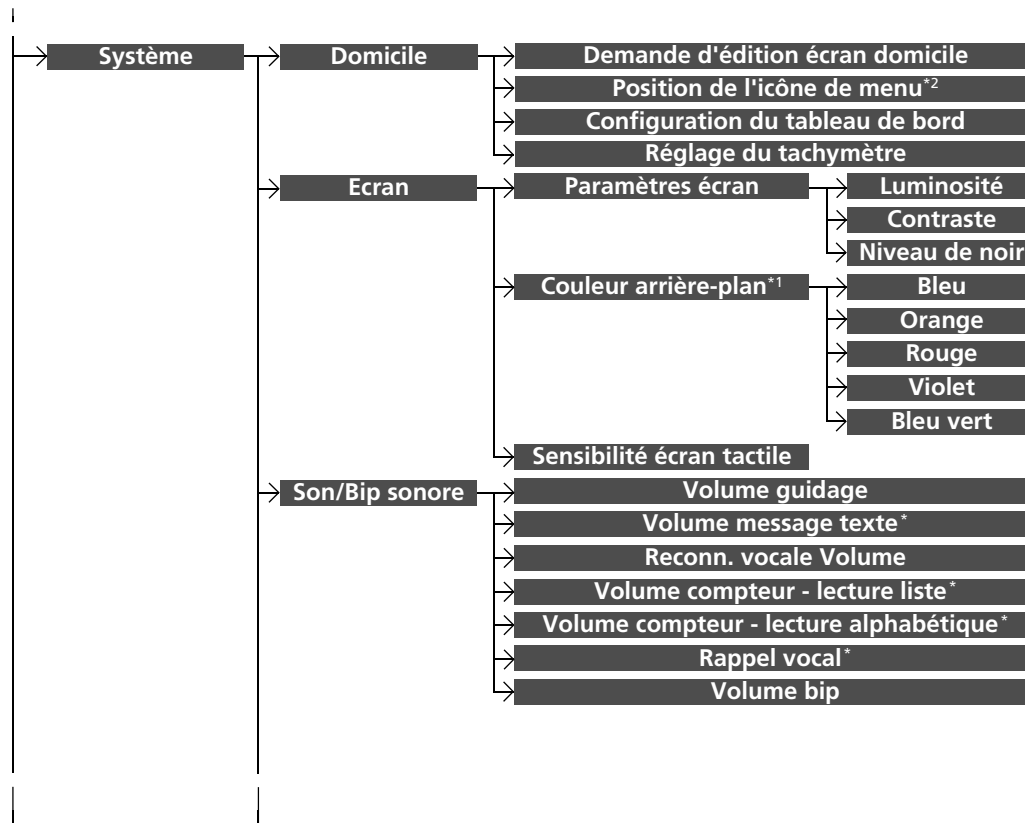 Système
Domicile
Demande d'édition écran domicile
Position de l'icône de menu*2
Configuration du tableau de bord
Réglage du tachymètre
Ecran
Paramètres écran
Luminosité
Contraste
Niveau de noir
Couleur arrière-plan*1
Bleu
Orange
Rouge
Violet
Bleu vert
Sensibilité écran tactile
Son/Bip sonore
Volume guidage
Volume message texte*
Reconn. vocale Volume
Volume compteur - lecture liste*
Volume compteur - lecture alphabétique*
Rappel vocal*
Volume bip